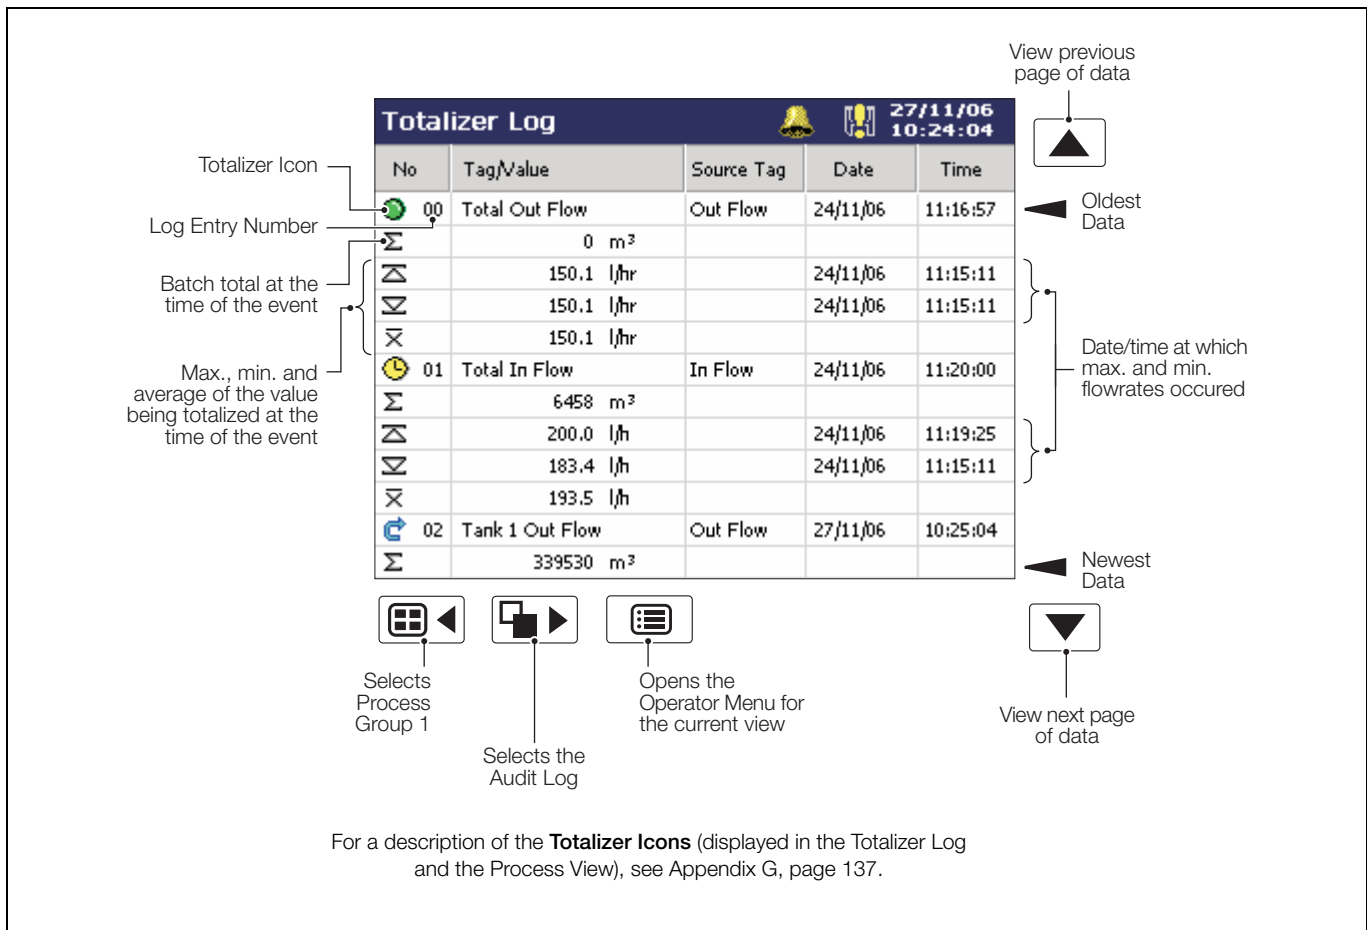 View previous
page of data
Totalizer Log
27/11/06
10:24:04
No Tag/Value Source Tag Date Time
Totalizer Icon
00 Total Out Flow Out Flow 24/11/06 11:16:57
Oldest
Data
Log Entry Number
Σ 0 m³
Batch total at the
time of the event
150.1 l/hr 24/11/06 11:15:11
150.1 l/hr 24/11/06 11:15:11
x̅ 150.1 l/hr
Max., min. and
average of the value
being totalized at the
time of the event
Date/time at which
max. and min.
flowrates occured
01 Total In Flow In Flow 24/11/06 11:20:00
Σ 6458 m³
200.0 l/h 24/11/06 11:19:25
183.4 l/h 24/11/06 11:15:11
x̅ 193.5 l/h
02 Tank 1 Out Flow Out Flow 27/11/06 10:25:04
Σ 339530 m³
Newest
Data
Selects
Process
Group 1
Selects the
Audit Log
Opens the
Operator Menu for
the current view
View next page
of data
For a description of the Totalizer Icons (displayed in the Totalizer Log
and the Process View), see Appendix G, page 137.